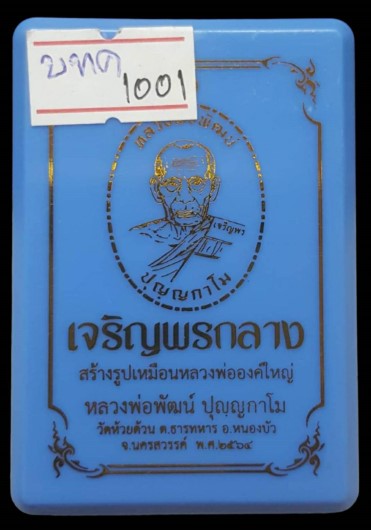 บทค
1001
เจริญพร
ปุญฺญกาโม
เจริญพรกลาง
สร้างรูปเหมือนหลวงพ่อองค์ใหญ่
หลวงพ่อพัฒน์ ปุญฺญกาโม
วัดห้วยด้วน ต.ธารทหาร อ.หนองบัว
จ.นครสวรรค์ พ.ศ.๒๕๖๔